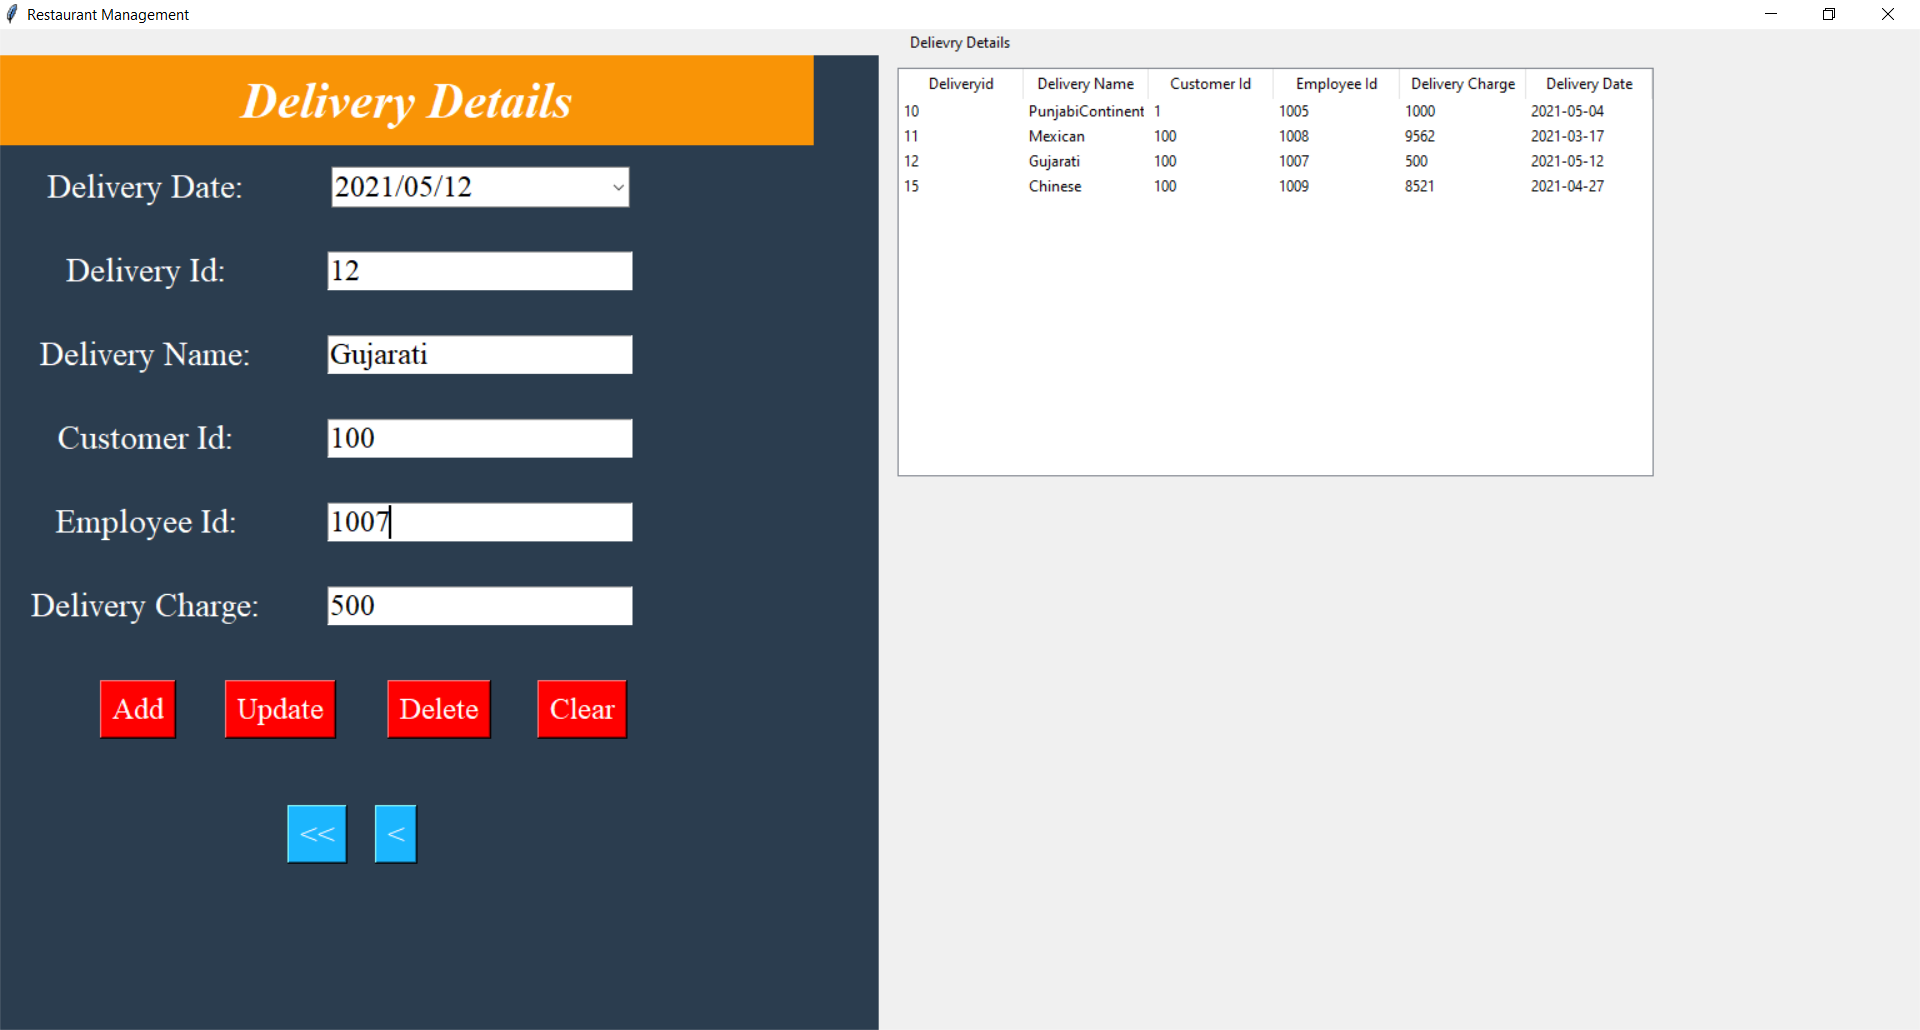 Restaurant Management
Delivery Details
Delivery Date: 2021/05/12
Delivery Id: 12
Delivery Name: Gujarati
Customer Id: 100
Employee Id: 1007
Delivery Charge: 500
Add Update Delete Clear
<< <
Delievry Details
Deliveryid Delivery Name Customer Id Employee Id Delivery Charge Delivery Date
10 PunjabiContinent 1 1005 1000 2021-05-04
11 Mexican 100 1008 9562 2021-03-17
12 Gujarati 100 1007 500 2021-05-12
15 Chinese 100 1009 8521 2021-04-27